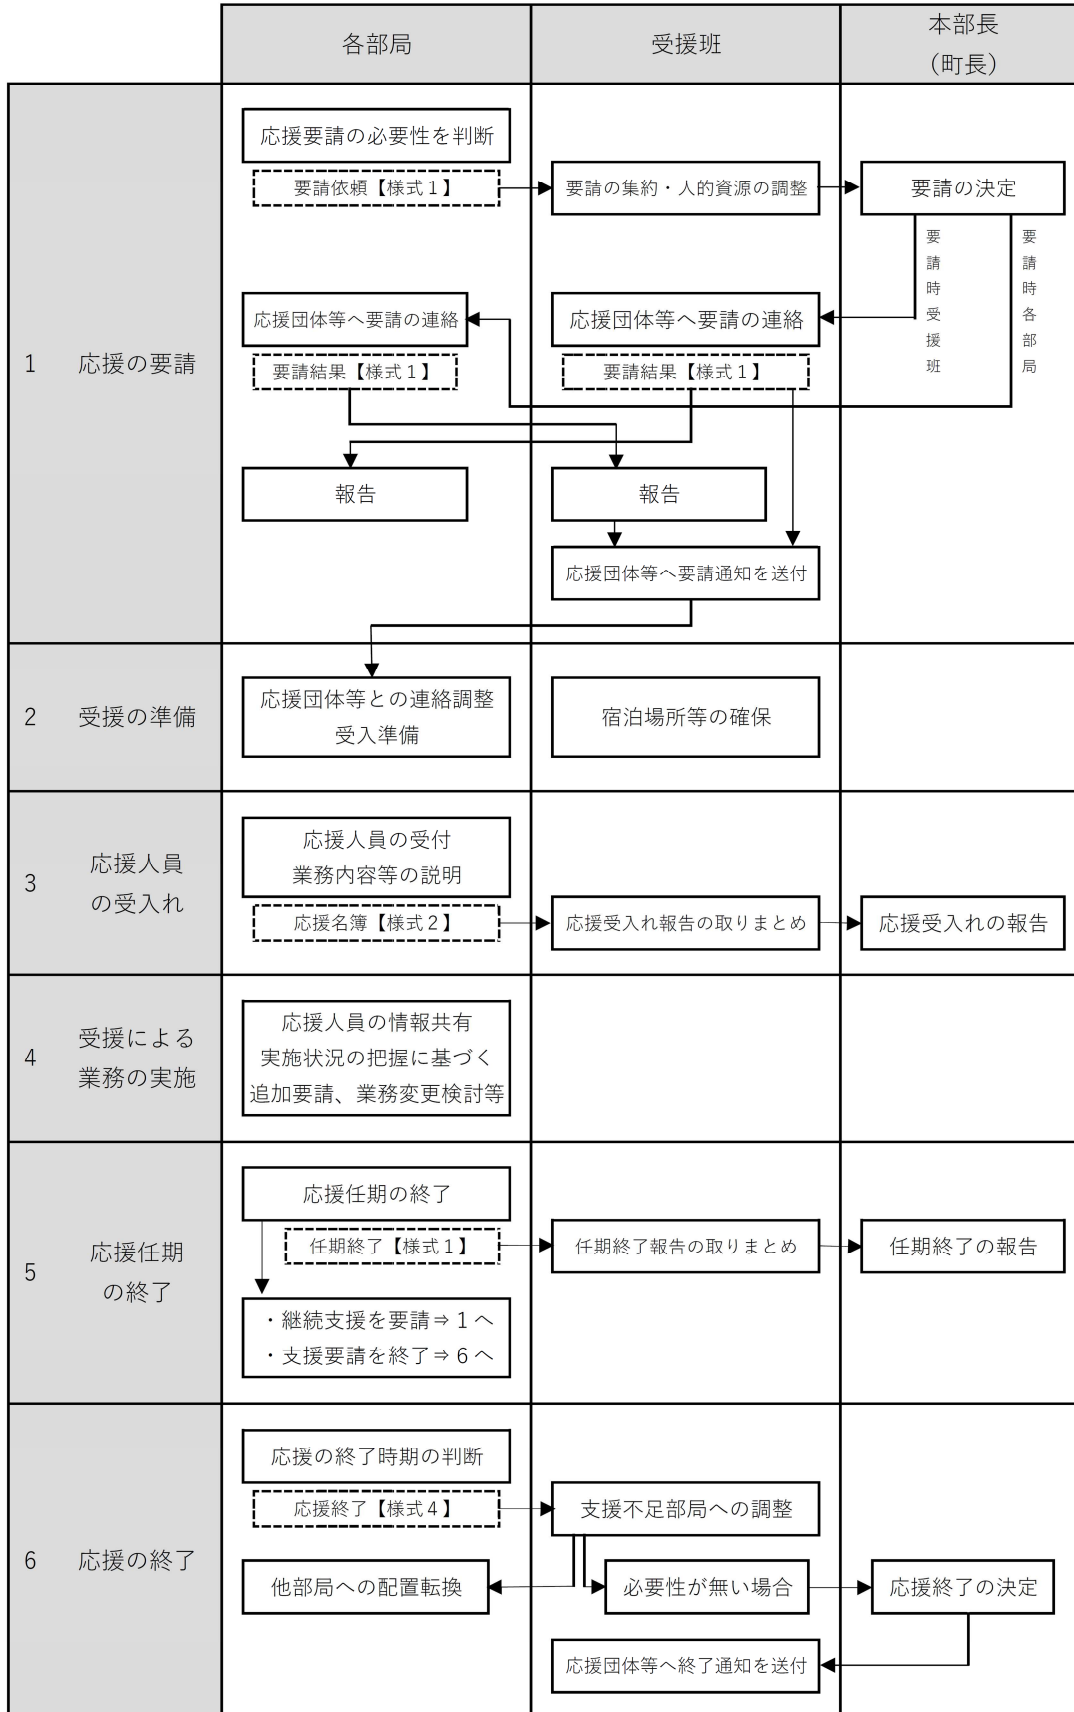 各部局
受援班
本部長
（町長）
1
応援の要請
応援要請の必要性を判断
要請依頼【様式１】
要請の集約・人的資源の調整
要請の決定
要請時受援班
要請時各部局
応援団体等へ要請の連絡
応援団体等へ要請の連絡
要請結果【様式１】
要請結果【様式１】
報告
報告
応援団体等へ要請通知を送付
2
受援の準備
応援団体等との連絡調整
受入準備
宿泊場所等の確保
3
応援人員
の受入れ
応援人員の受付
業務内容等の説明
応援名簿【様式２】
応援受入れ報告の取りまとめ
応援受入れの報告
4
受援による
業務の実施
応援人員の情報共有
実施状況の把握に基づく
追加要請、業務変更検討等
5
応援任期
の終了
応援任期の終了
任期終了【様式１】
任期終了報告の取りまとめ
任期終了の報告
・継続支援を要請⇒１へ
・支援要請を終了⇒６へ
6
応援の終了
応援の終了時期の判断
応援終了【様式４】
支援不足部局への調整
他部局への配置転換
必要性が無い場合
応援終了の決定
応援団体等へ終了通知を送付